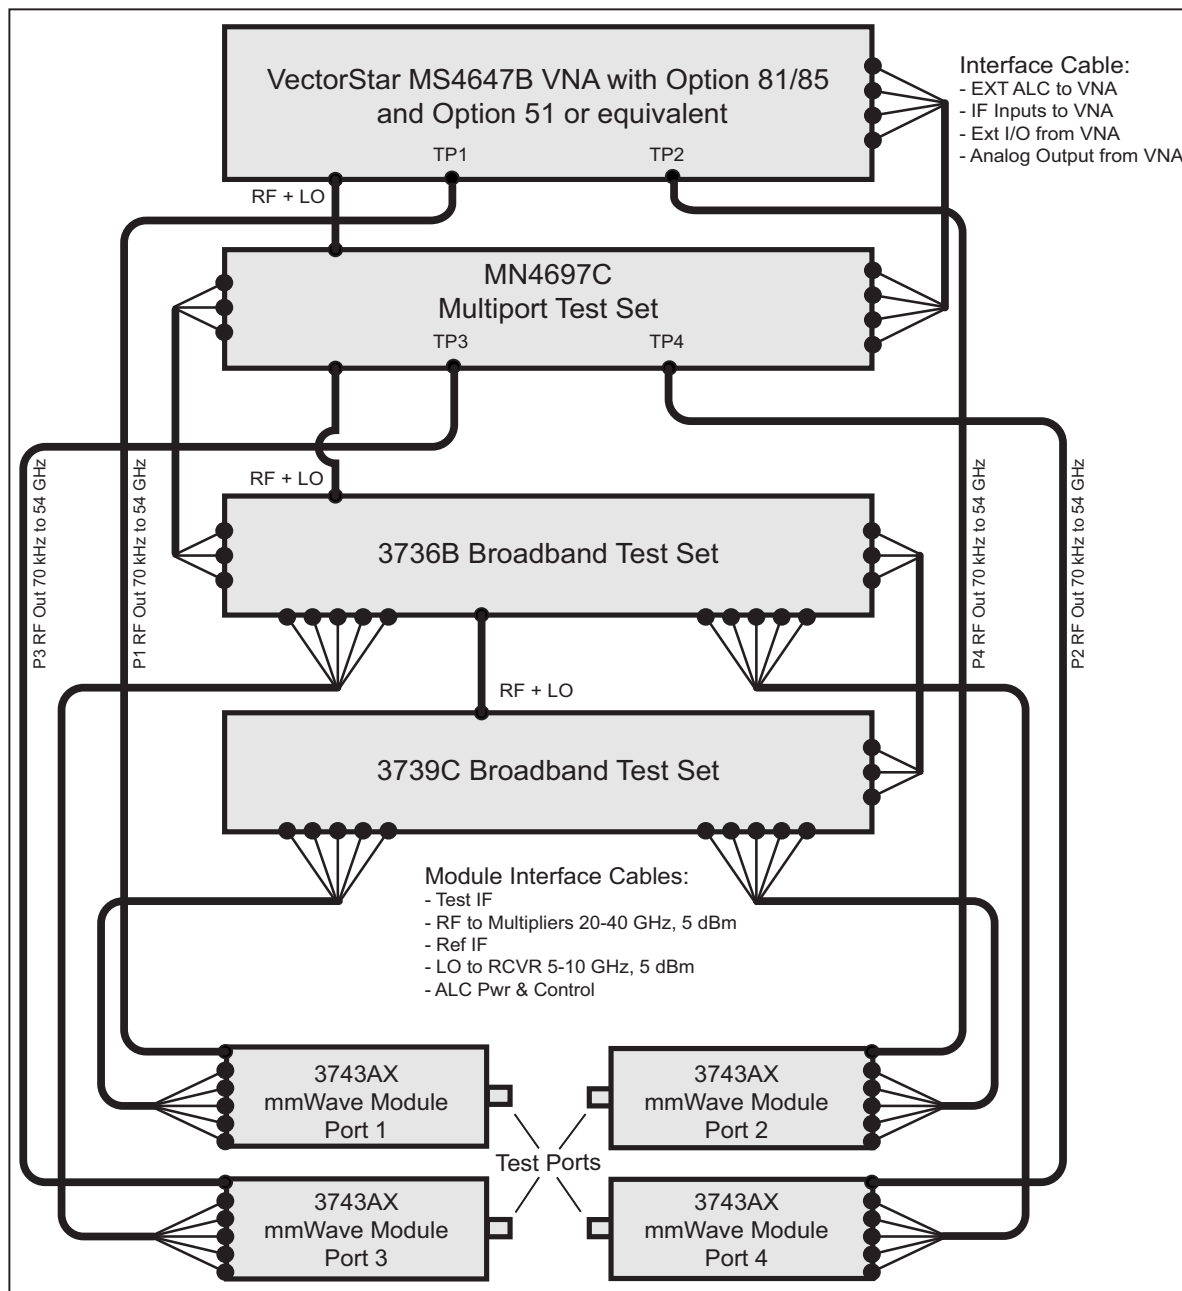 VectorStar MS4647B VNA with Option 81/85
and Option 51 or equivalent
TP1
TP2
Interface Cable:
- EXT ALC to VNA
- IF Inputs to VNA
- Ext I/O from VNA
- Analog Output from VNA
RF + LO
MN4697C
Multiport Test Set
TP3
TP4
RF + LO
P3 RF Out 70 kHz to 54 GHz
P1 RF Out 70 kHz to 54 GHz
P4 RF Out 70 kHz to 54 GHz
P2 RF Out 70 kHz to 54 GHz
3736B Broadband Test Set
RF + LO
3739C Broadband Test Set
Module Interface Cables:
- Test IF
- RF to Multipliers 20-40 GHz, 5 dBm
- Ref IF
- LO to RCVR 5-10 GHz, 5 dBm
- ALC Pwr & Control
3743AX
mmWave Module
Port 1
3743AX
mmWave Module
Port 2
Test Ports
3743AX
mmWave Module
Port 3
3743AX
mmWave Module
Port 4